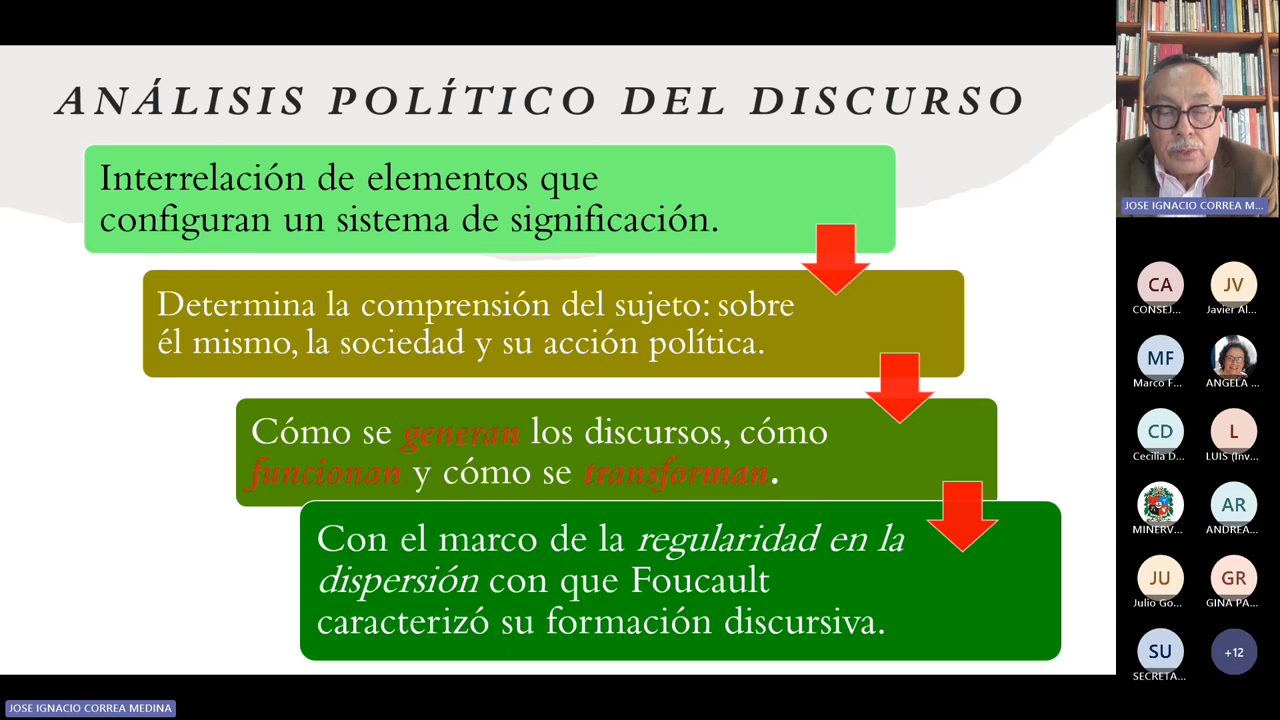 ANÁLISIS POLÍTICO DEL DISCURSO
Interrelación de elementos que
configuran un sistema de significación.
Determina la comprensión del sujeto: sobre
él mismo, la sociedad y su acción política.
Cómo se generan los discursos, cómo
funcionan y cómo se transforman.
Con el marco de la regularidad en la
dispersión con que Foucault
caracterizó su formación discursiva.
JOSE IGNACIO CORREA M...
CA
JV
CONSEJ...
Javier Al...
MF
Marco F...
ANGELA ...
CD
L
Cecilia D...
LUIS (Inv...
AR
MINERV...
ANDREA...
JU
GR
Julio Go...
GINA PA...
SU
+12
SECRETA...
JOSE IGNACIO CORREA MEDINA